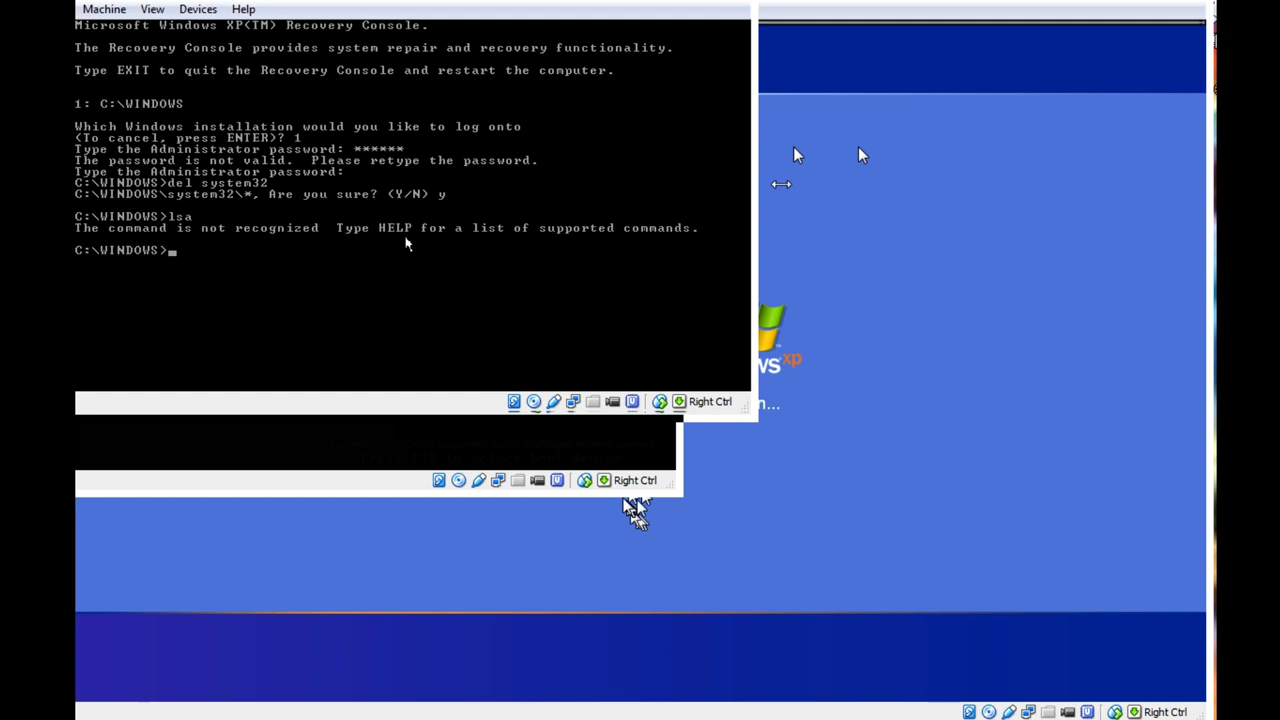 Machine View Devices Help
Microsoft Windows XP(TM) Recovery Console.
The Recovery Console provides system repair and recovery functionality.
Type EXIT to quit the Recovery Console and restart the computer.
1: C:\WINDOWS
Which Windows installation would you like to log onto
(To cancel, press ENTER)? 1
Type the Administrator password: ******
The password is not valid. Please retype the password.
Type the Administrator password:
C:\WINDOWS>del system32
C:\WINDOWS\system32\*, Are you sure? (Y/N) y
C:\WINDOWS>lsa
The command is not recognized Type HELP for a list of supported commands.
C:\WINDOWS>_
ws xp
n...
Right Ctrl
Right Ctrl
Right Ctrl